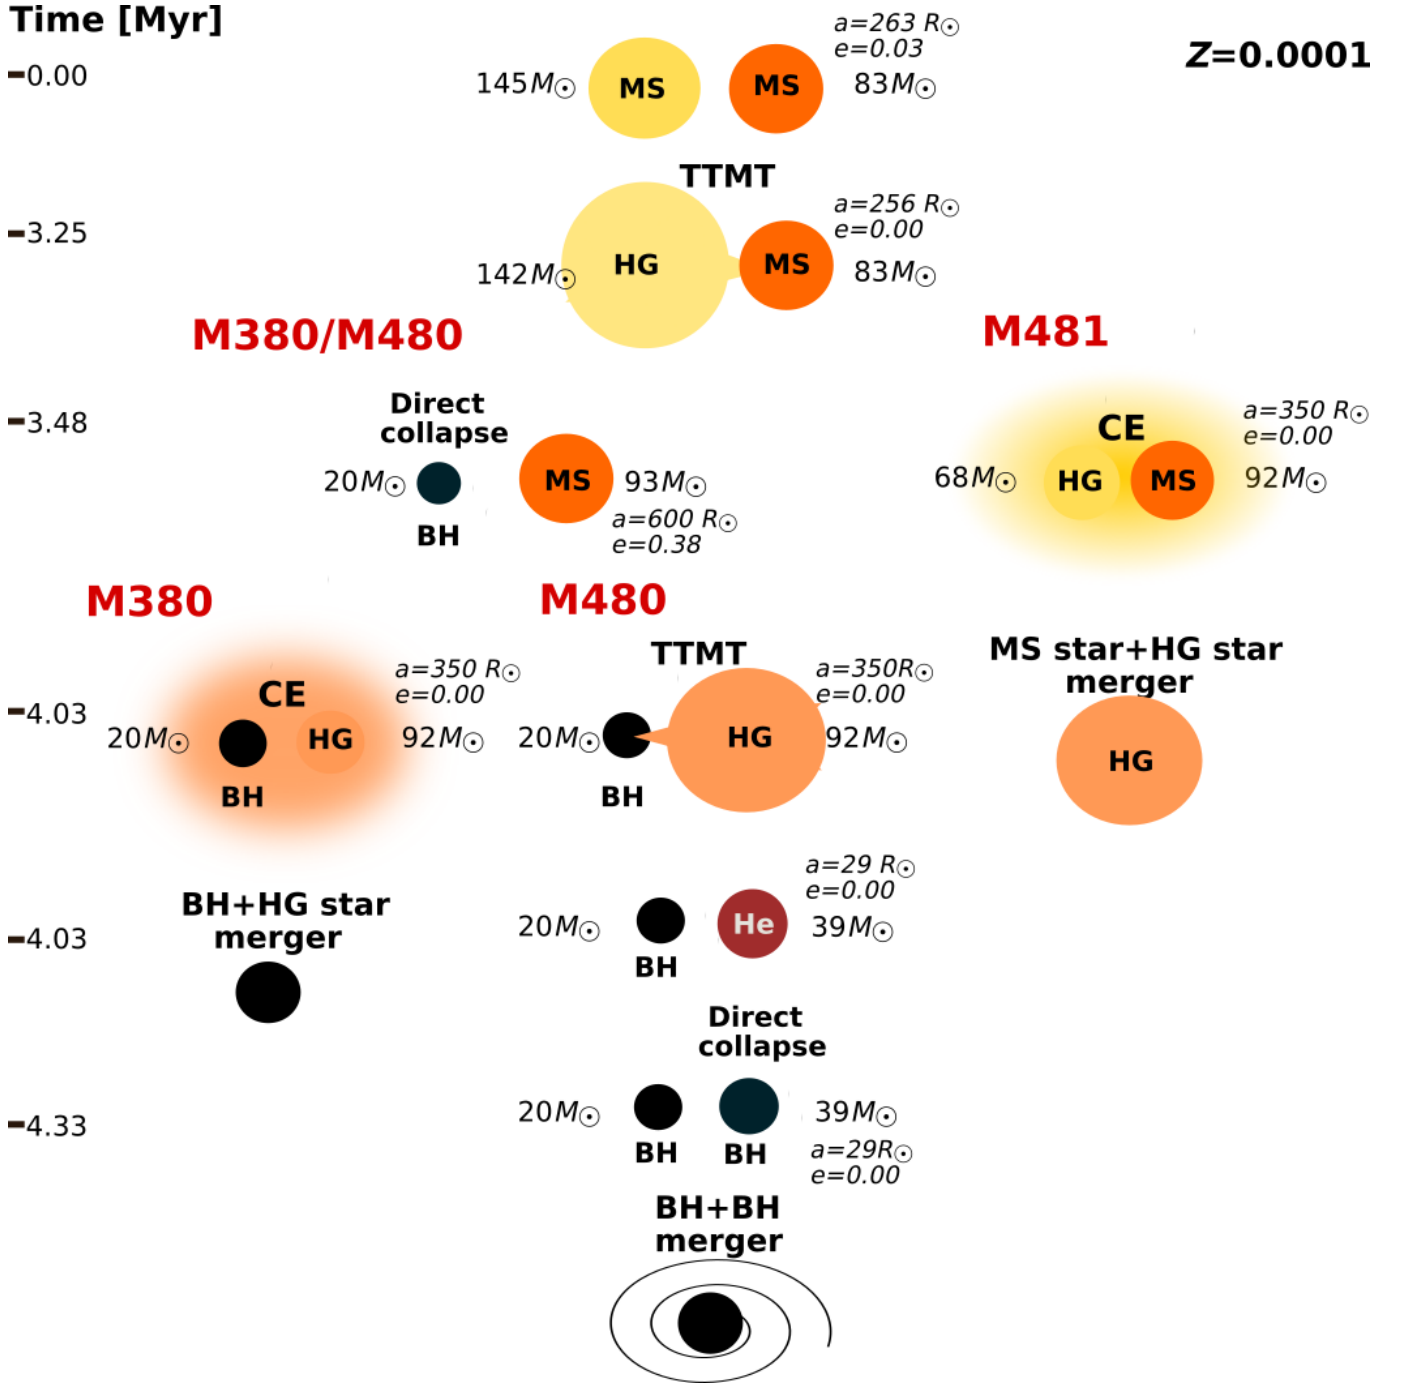 Time [Myr]
a=263 R☉
e=0.03
Z=0.0001
0.00
145M☉
MS
MS
83M☉
TTMT
a=256 R☉
e=0.00
3.25
142M☉
HG
MS
83M☉
M380/M480
M481
3.48
Direct
collapse
20M☉
MS
93M☉
BH
a=600 R☉
e=0.38
CE
a=350 R☉
e=0.00
68M☉
HG
MS
92M☉
M380
M480
4.03
CE
a=350 R☉
e=0.00
20M☉
HG
92M☉
BH
TTMT
a=350R☉
e=0.00
20M☉
HG
92M☉
BH
MS star+HG star
merger
HG
4.03
BH+HG star
merger
a=29 R☉
e=0.00
20M☉
He
39M☉
BH
4.33
Direct
collapse
20M☉
39M☉
BH
BH
a=29R☉
e=0.00
BH+BH
merger